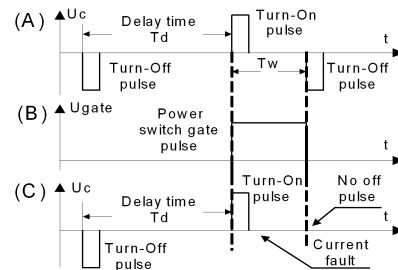 (A) Uc
Delay time
Td
Turn-On
pulse
t
Tw
Turn-Off
pulse
Turn-Off
pulse
(B) Ugate
Power
switch gate
pulse
t
(C) Uc
Delay time
Td
Turn-On
pulse
No off
pulse
t
Turn-Off
pulse
Current
fault